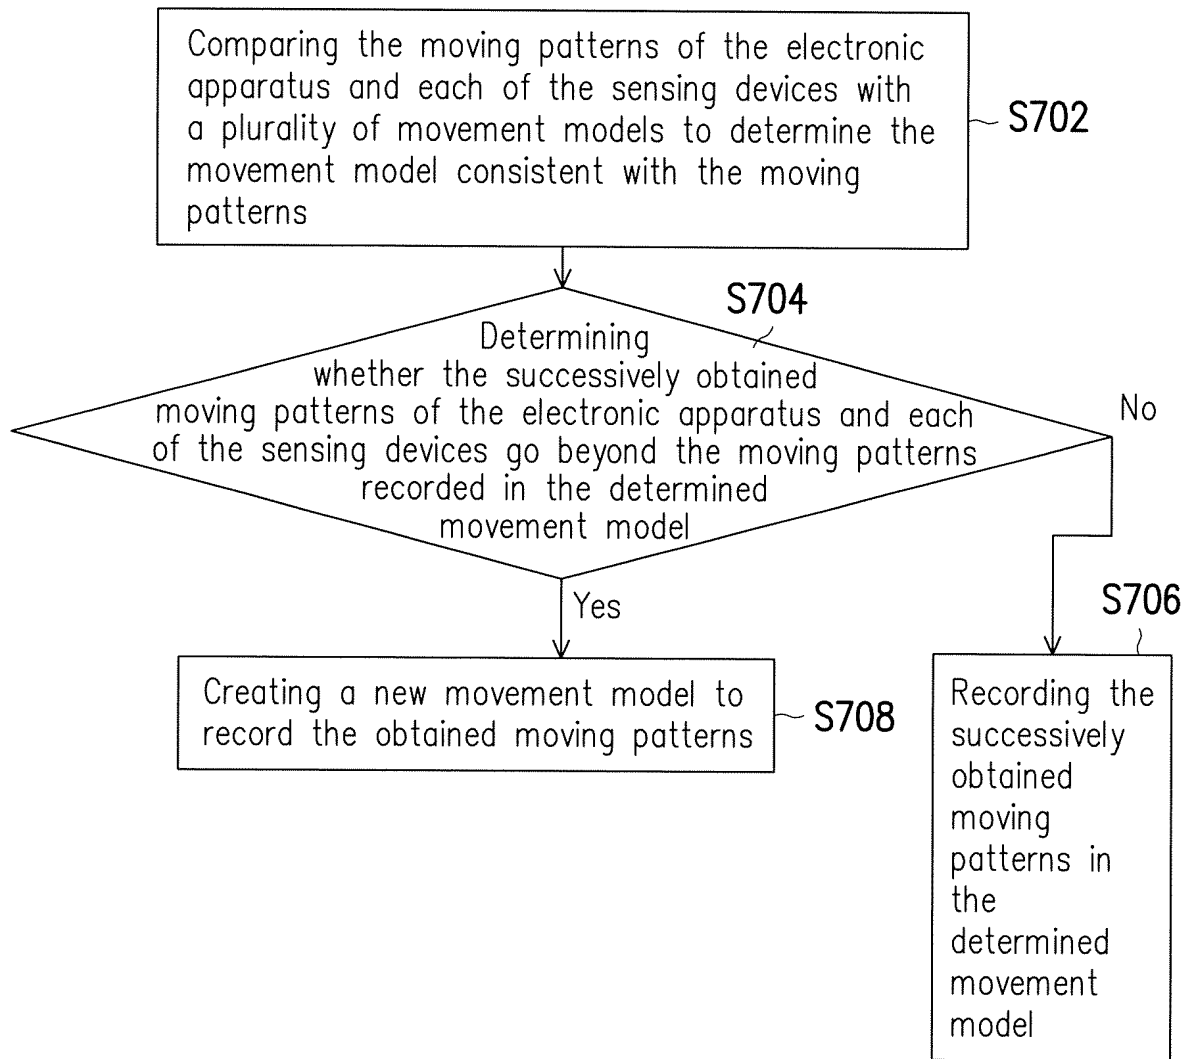 Comparing the moving patterns of the electronic
apparatus and each of the sensing devices with
a plurality of movement models to determine the
movement model consistent with the moving
patterns
S702
S704
Determining
whether the successively obtained
moving patterns of the electronic apparatus and each
of the sensing devices go beyond the moving patterns
recorded in the determined
movement model
No
Yes
S706
Creating a new movement model to
record the obtained moving patterns
S708
Recording the
successively
obtained
moving
patterns in
the
determined
movement
model